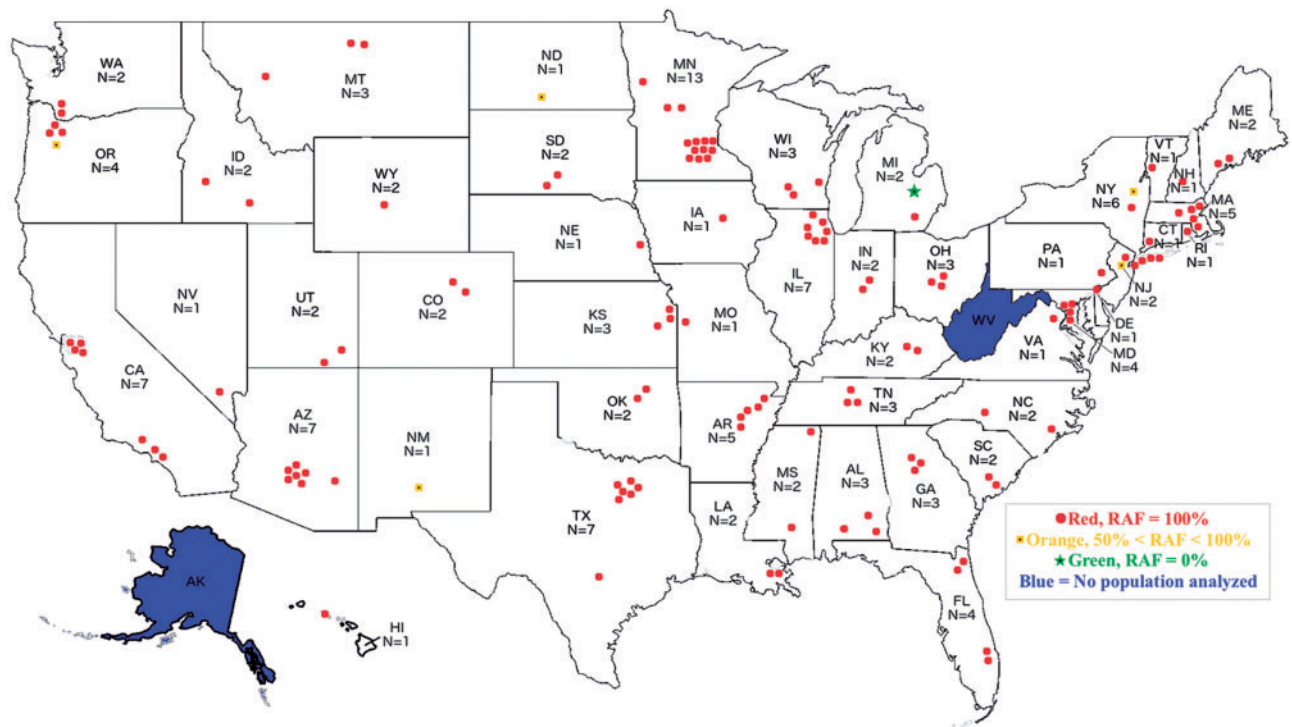 WA
N=2
MT
N=3
ND
N=1
MN
N=13
ME
N=2
OR
N=4
ID
N=2
WY
N=2
SD
N=2
WI
N=3
MI
N=2
VT
N=1
NH
N=1
NY
N=6
MA
N=5
CT
N=1
RI
N=1
NE
N=1
IA
N=1
PA
N=1
NJ
N=2
NV
N=1
UT
N=2
CO
N=2
KS
N=3
MO
N=1
IL
N=7
IN
N=2
OH
N=3
WV
VA
N=1
DE
N=1
MD
N=4
CA
N=7
KY
N=2
AZ
N=7
NM
N=1
OK
N=2
AR
N=5
TN
N=3
NC
N=2
SC
N=2
TX
N=7
LA
N=2
MS
N=2
AL
N=3
GA
N=3
FL
N=4
AK
HI
N=1
Red, RAF = 100%
Orange, 50% < RAF < 100%
Green, RAF = 0%
Blue = No population analyzed